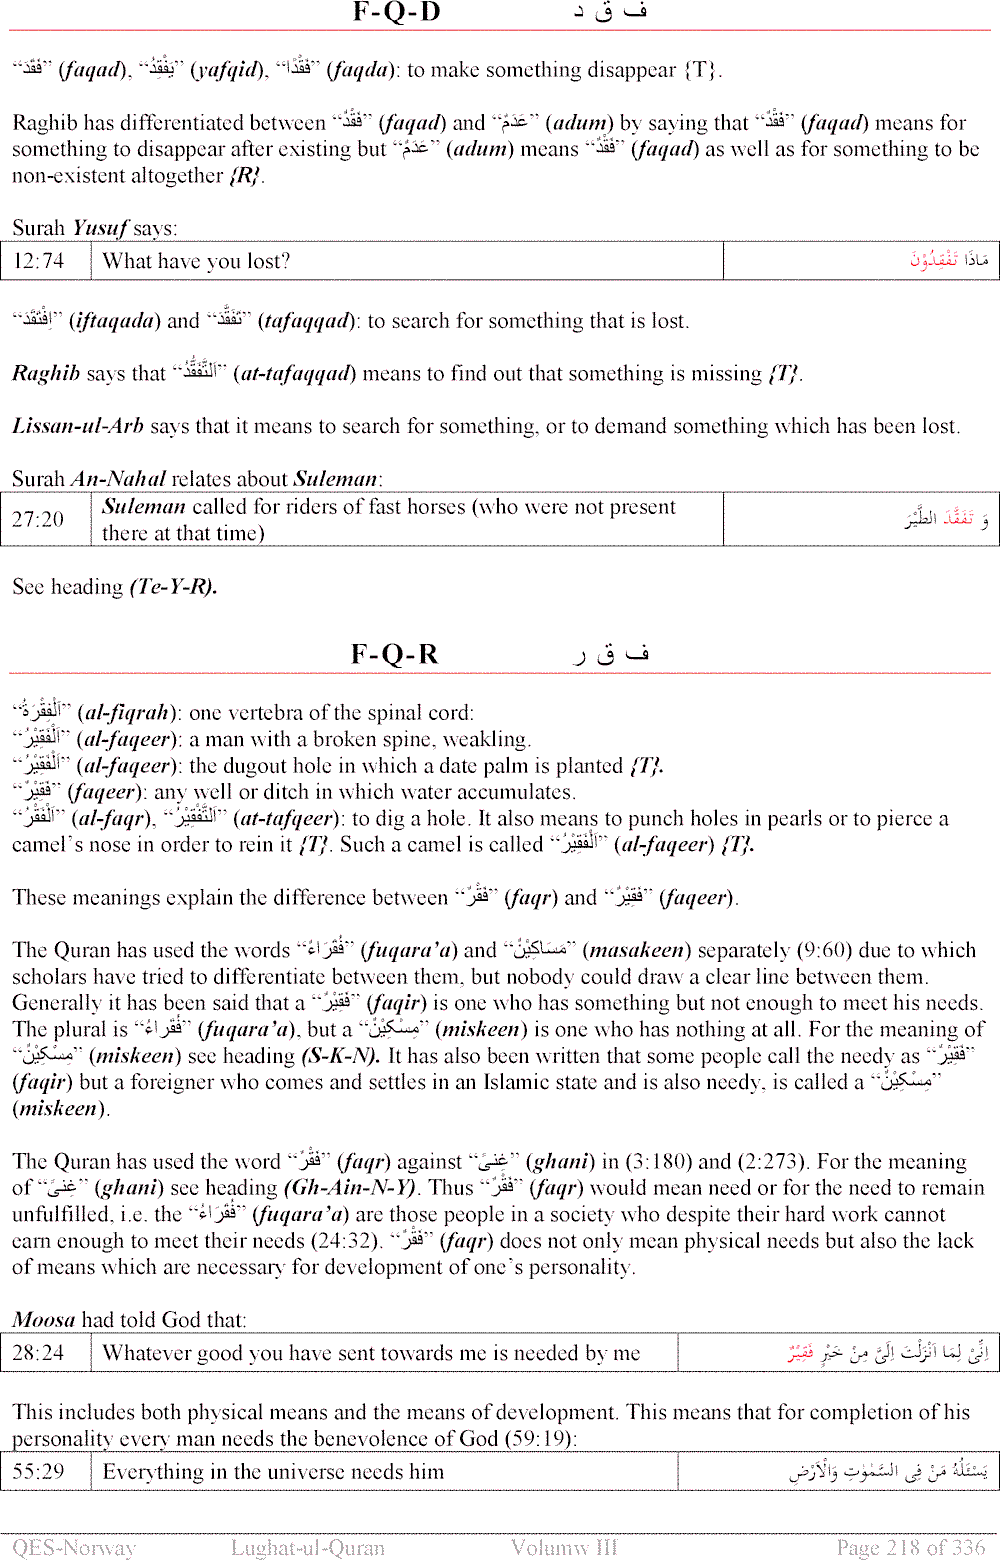 F-Q-D ف ق د
“فَقَدَ” (faqad), “يَفْقِدُ” (yafqid), “فَقْدًا” (faqda): to make something disappear {T}.
Raghib has differentiated between “فَقْدٌ” (faqad) and “عَدَمٌ” (adum) by saying that “فَقْدٌ” (faqad) means for
something to disappear after existing but “عَدَمٌ” (adum) means “فَقْدٌ” (faqad) as well as for something to be
non-existent altogether {R}.
Surah Yusuf says:
12:74 What have you lost? مَاذَا تَفْقِدُوْنَ
“اِفْتَقَدَ” (iftaqada) and “تَفَقَّدَ” (tafaqqad): to search for something that is lost.
Raghib says that “اَلتَّفَقُّدُ” (at-tafaqqad) means to find out that something is missing {T}.
Lissan-ul-Arb says that it means to search for something, or to demand something which has been lost.
Surah An-Nahal relates about Suleman:
27:20 Suleman called for riders of fast horses (who were not present
there at that time) وَ تَفَقَّدَ الطَّيْرَ
See heading (Te-Y-R).
F-Q-R ف ق ر
“اَلْفِقْرَةُ” (al-fiqrah): one vertebra of the spinal cord:
“اَلْفَقِيْرُ” (al-faqeer): a man with a broken spine, weakling.
“اَلْفَقِيْرُ” (al-faqeer): the dugout hole in which a date palm is planted {T}.
“فَقِيْرٌ” (faqeer): any well or ditch in which water accumulates.
“اَلْفَقْرُ” (al-faqr), “اَلتَّفْقِيْرُ” (at-tafqeer): to dig a hole. It also means to punch holes in pearls or to pierce a
camel’s nose in order to rein it {T}. Such a camel is called “اَلْفَقِيْرُ” (al-faqeer) {T}.
These meanings explain the difference between “فَقْرٌ” (faqr) and “فَقِيْرٌ” (faqeer).
The Quran has used the words “فُقَرَاءُ” (fuqara’a) and “مَسَاكِيْنُ” (masakeen) separately (9:60) due to which
scholars have tried to differentiate between them, but nobody could draw a clear line between them.
Generally it has been said that a “فَقِيْرٌ” (faqir) is one who has something but not enough to meet his needs.
The plural is “فُقَرَاءُ” (fuqara’a), but a “مِسْكِيْنٌ” (miskeen) is one who has nothing at all. For the meaning of
“مِسْكِيْنٌ” (miskeen) see heading (S-K-N). It has also been written that some people call the needy as “فَقِيْرٌ”
(faqir) but a foreigner who comes and settles in an Islamic state and is also needy, is called a “مِسْكِيْنٌ”
(miskeen).
The Quran has used the word “فَقْرٌ” (faqr) against “غِنىً” (ghani) in (3:180) and (2:273). For the meaning
of “غِنىً” (ghani) see heading (Gh-Ain-N-Y). Thus “فَقْرٌ” (faqr) would mean need or for the need to remain
unfulfilled, i.e. the “فُقَرَاءُ” (fuqara’a) are those people in a society who despite their hard work cannot
earn enough to meet their needs (24:32). “فَقْرٌ” (faqr) does not only mean physical needs but also the lack
of means which are necessary for development of one’s personality.
Moosa had told God that:
28:24 Whatever good you have sent towards me is needed by me اِنِّىْ لِمَا اَنْزَلْتَ اِلَىَّ مِنْ خَيْرٍ فَقِيْرٌ
This includes both physical means and the means of development. This means that for completion of his
personality every man needs the benevolence of God (59:19):
55:29 Everything in the universe needs him يَسْئَلُهُ مَنْ فِى السَّمٰوٰتِ وَالْاَرْضِ
QES-Norway Lughat-ul-Quran Volumw III Page 218 of 336